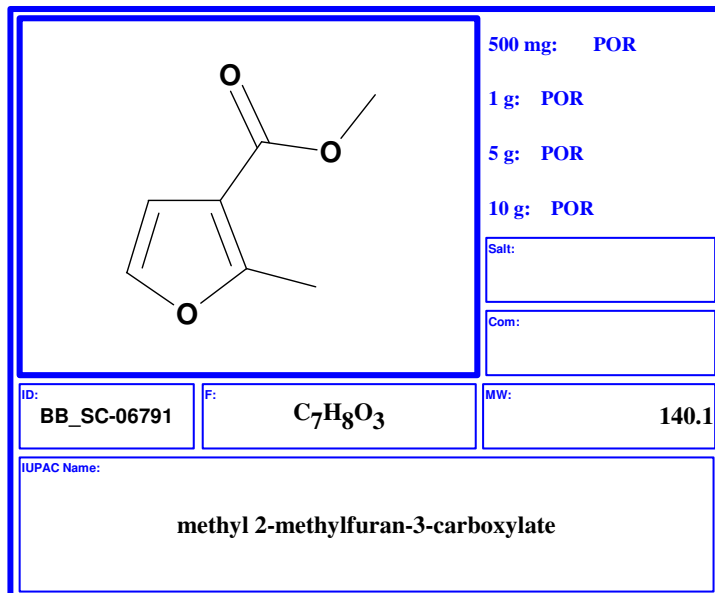 O
O
O
500 mg: POR
1 g: POR
5 g: POR
10 g: POR
Salt:
Com:
ID:
BB_SC-06791
F:
C7H8O3
MW:
140.1
IUPAC Name:
methyl 2-methylfuran-3-carboxylate